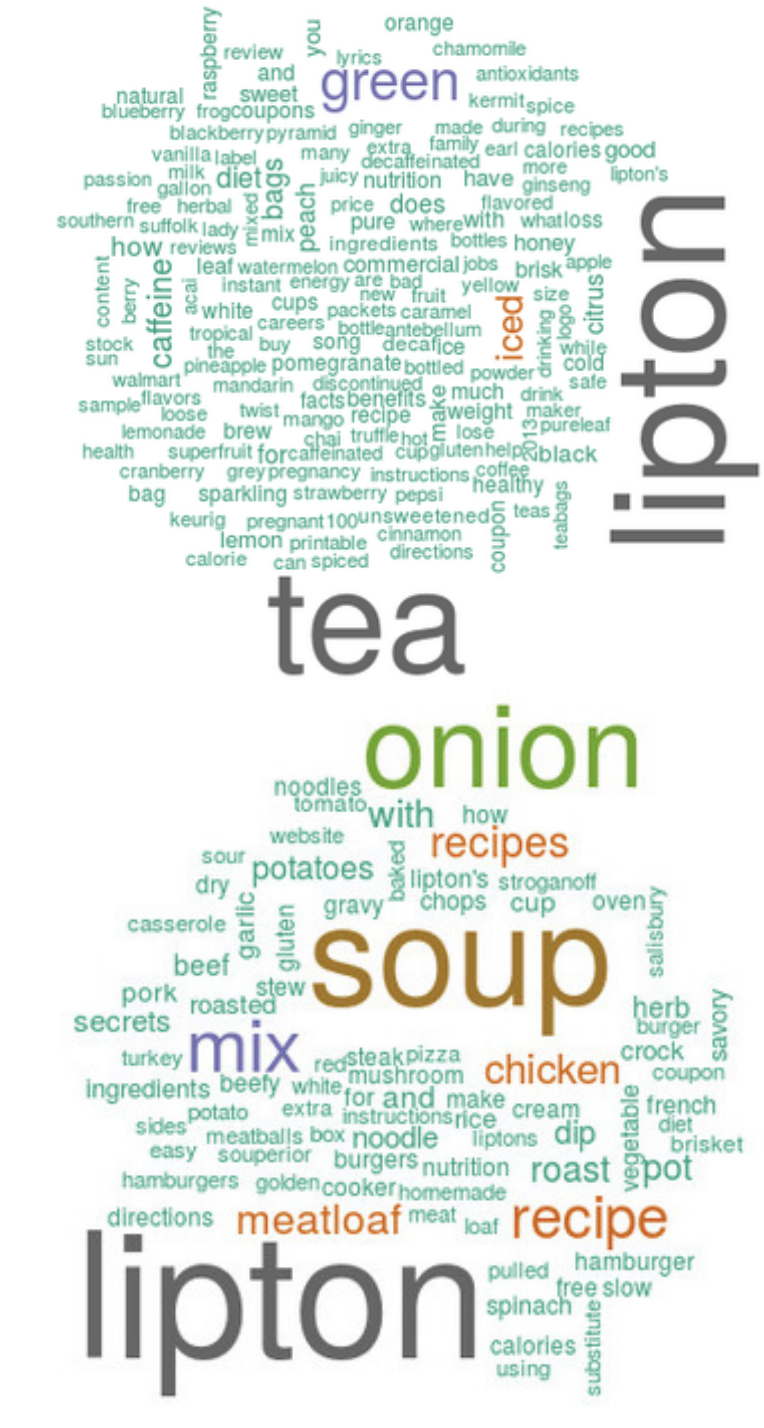 orange
raspberry
you
review
lyrics
chamomile
and
green
antioxidants
natural
sweet
kermit
spice
blueberry
frog
coupons
blackberry
pyramid
ginger
made
during
recipes
vanilla
label
many
extra
family
earl
calories
good
decaffeinated
passion
milk
diet
bags
juicy
nutrition
have
more
lipton's
gallon
ginseng
free
herbal
mixed
peach
price
does
flavored
southern
suffolk
lady
mix
pure
where
with
what
loss
how
reviews
ingredients
bottles
honey
lipton
content
berry
caffeine
acai
leaf
watermelon
commercial
jobs
brisk
apple
instant
energy
are
bad
yellow
white
cups
new
fruit
iced
size
citrus
packets
caramel
careers
drinking
logo
tropical
bottle
antebellum
stock
the
buy
song
decaf
ice
while
sun
pineapple
pomegranate
bottled
cold
powder
walmart
mandarin
discontinued
much
drink
safe
sample
flavors
facts
benefits
make
loose
twist
mango
recipe
weight
maker
lemonade
brew
chai
truffle
hot
lose
2013
pureleaf
health
superfruit
for
caffeinated
cup
gluten
help
black
cranberry
grey
pregnancy
instructions
coffee
healthy
bag
sparkling
strawberry
pepsi
keurig
pregnant
100
unsweetened
coupon
teas
teabags
lemon
printable
cinnamon
calorie
can
spiced
directions
tea
onion
noodles
tomato
with
how
website
recipes
sour
potatoes
baked
dry
lipton's
stroganoff
garlic
gluten
gravy
chops
cup
oven
salisbury
casserole
soup
beef
stew
pork
roasted
herb
savory
secrets
burger
mix
turkey
red
steak
pizza
chicken
crock
mushroom
coupon
ingredients
beefy
white
for
and
make
vegetable
french
potato
extra
instructions
rice
cream
sides
meatballs
box
noodle
liptons
dip
diet
brisket
easy
souperior
burgers
nutrition
roast
pot
hamburgers
golden
cooker
homemade
directions
meatloaf
meat
loaf
recipe
lipton
pulled
hamburger
free
slow
spinach
substitute
calories
using